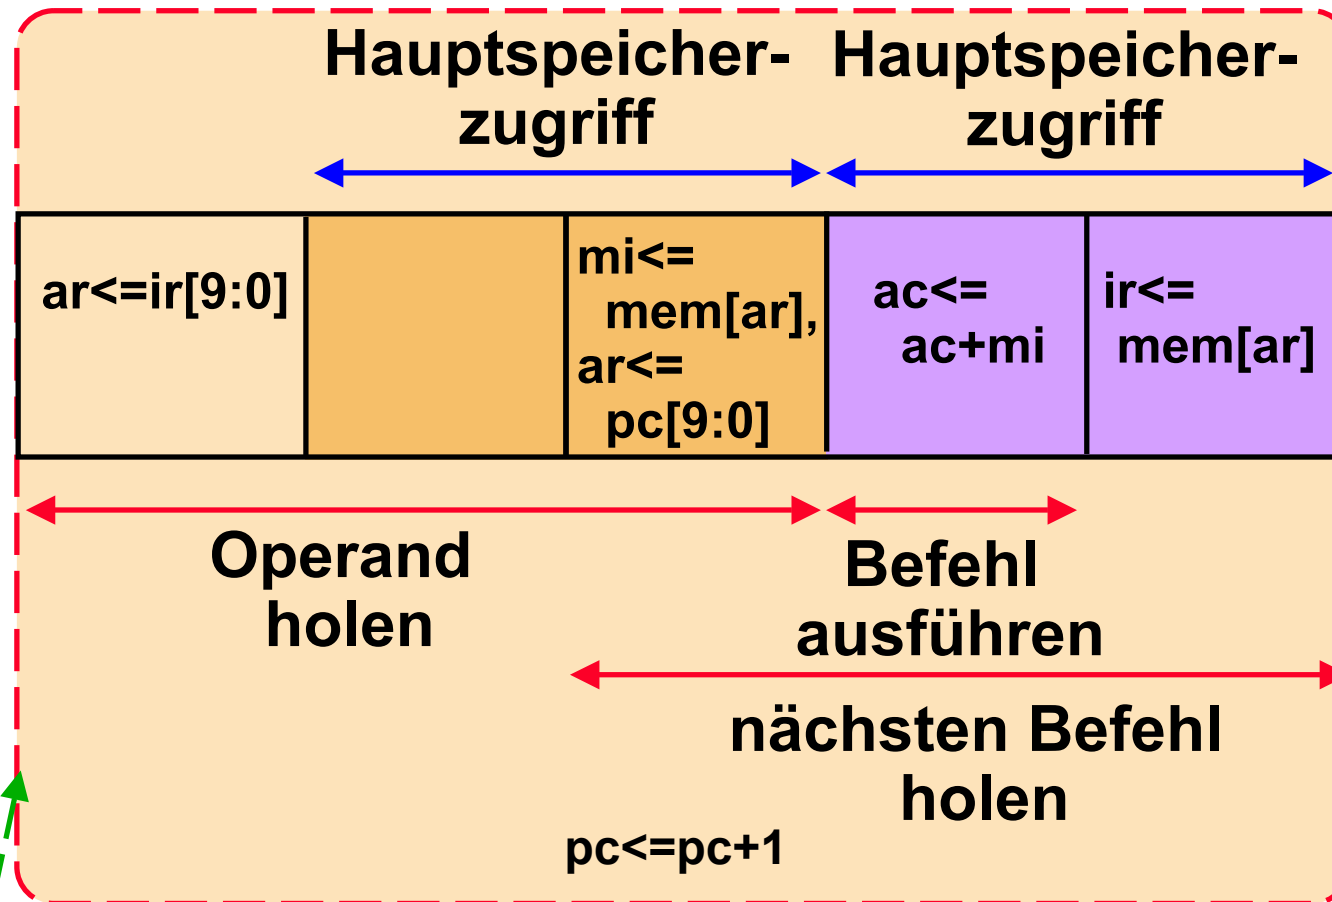 Hauptspeicher-
zugriff
Hauptspeicher-
zugriff
ar<=ir[9:0]
mi<=
mem[ar],
ar<=
pc[9:0]
ac<=
ac+mi
ir<=
mem[ar]
Operand
holen
Befehl
ausführen
nächsten Befehl
holen
pc<=pc+1